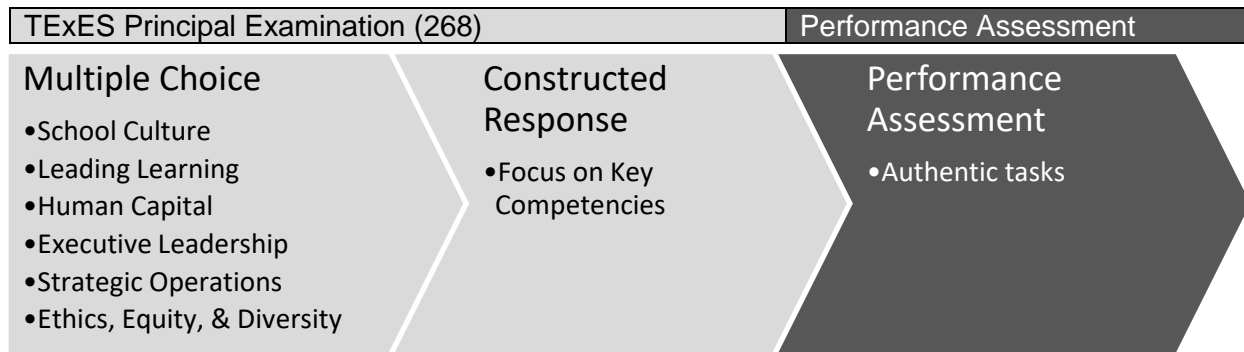 TExES Principal Examination (268)
Performance Assessment
Multiple Choice
•School Culture
•Leading Learning
•Human Capital
•Executive Leadership
•Strategic Operations
•Ethics, Equity, & Diversity
Constructed
Response
•Focus on Key
Competencies
Performance
Assessment
•Authentic tasks